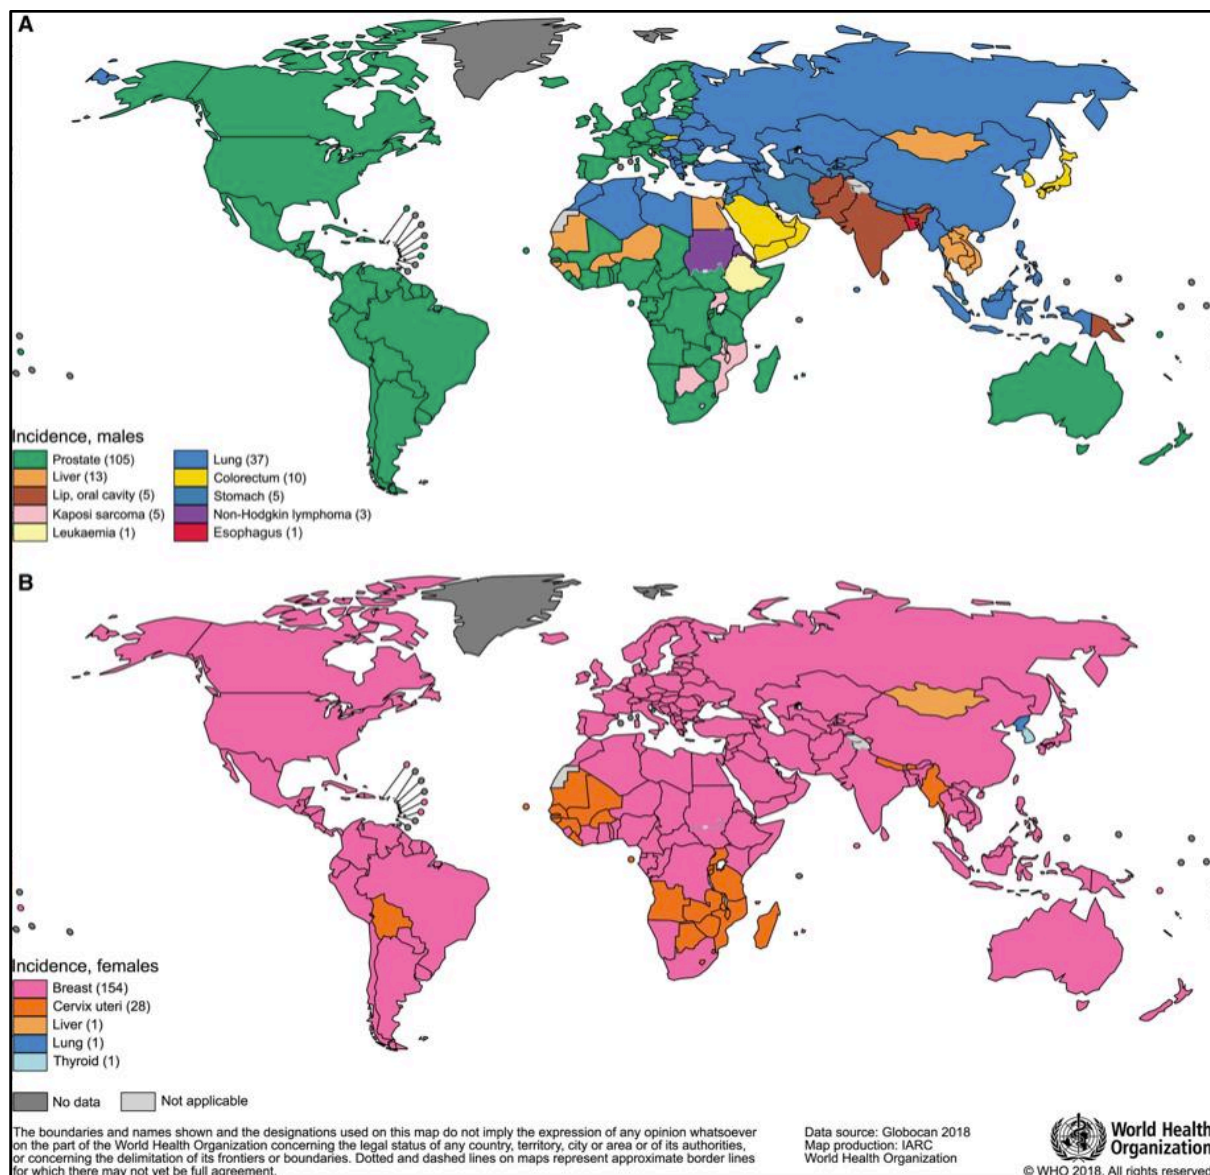 A
Incidence, males
Prostate (105)
Liver (13)
Lip, oral cavity (5)
Kaposi sarcoma (5)
Leukaemia (1)
Lung (37)
Colorectum (10)
Stomach (5)
Non-Hodgkin lymphoma (3)
Esophagus (1)
B
Incidence, females
Breast (154)
Cervix uteri (28)
Liver (1)
Lung (1)
Thyroid (1)
No data
Not applicable
The boundaries and names shown and the designations used on this map do not imply the expression of any opinion whatsoever
on the part of the World Health Organization concerning the legal status of any country, territory, city or area or of its authorities,
or concerning the delimitation of its frontiers or boundaries. Dotted and dashed lines on maps represent approximate border lines
for which there may not yet be full agreement.
Data source: Globocan 2018
Map production: IARC
World Health Organization
World Health
Organization
© WHO 2018. All rights reserved